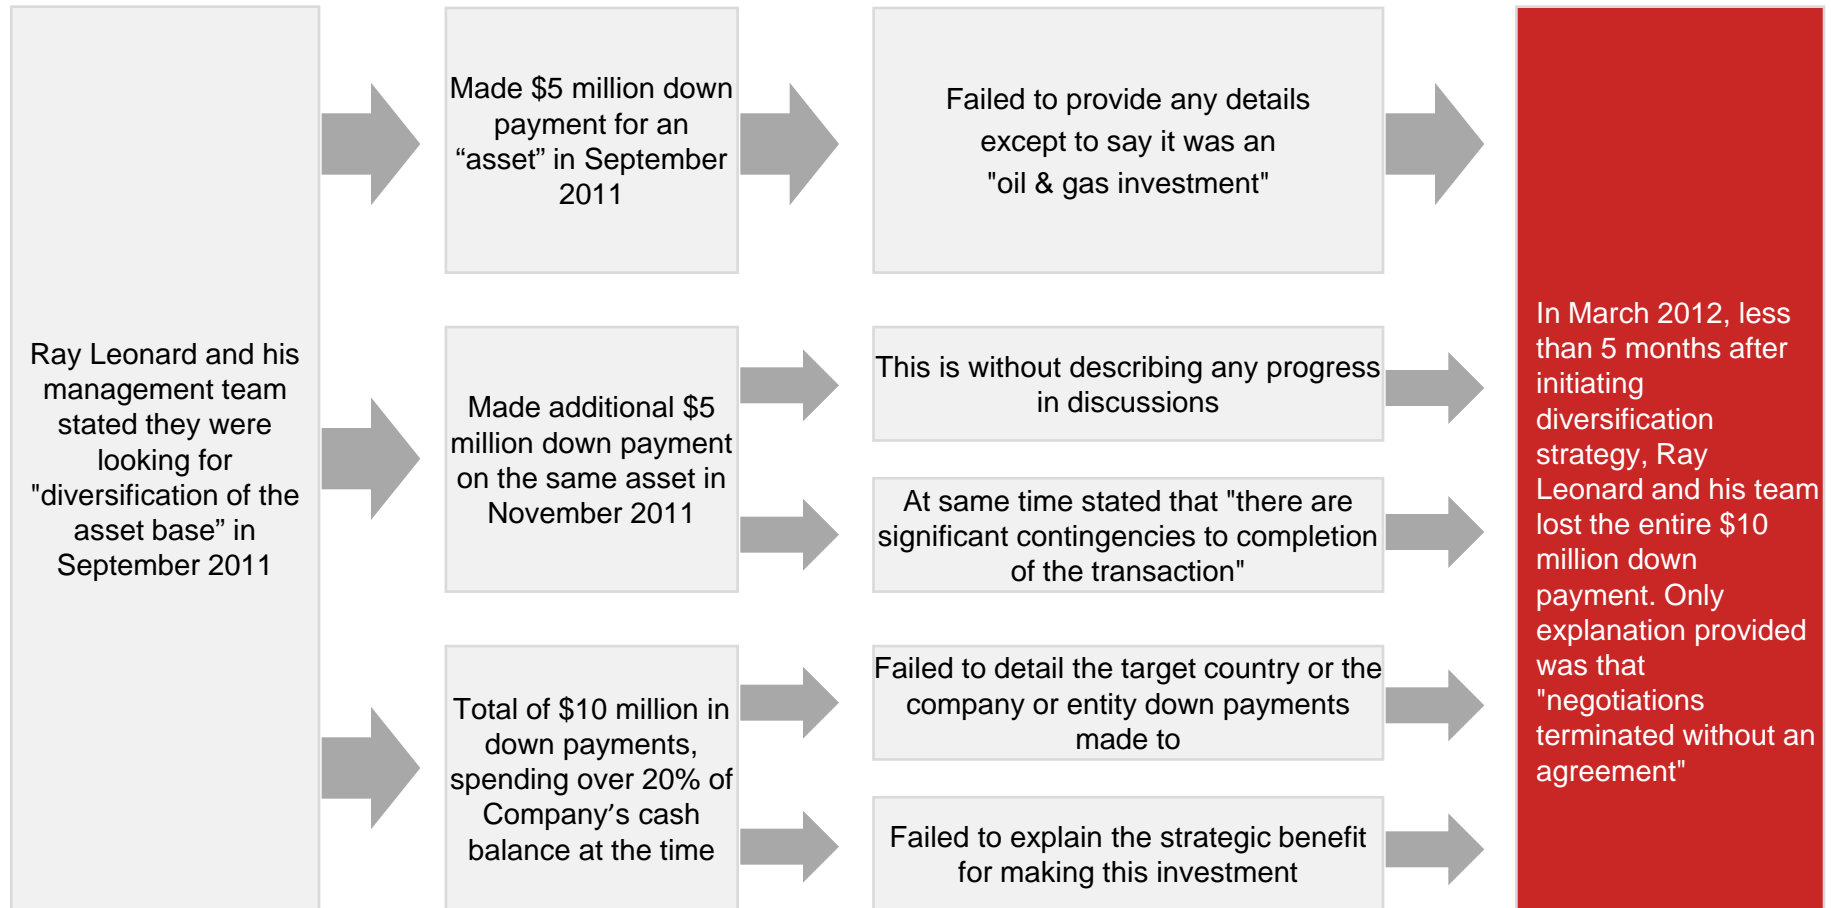 Ray Leonard and his
management team
stated they were
looking for
"diversification of the
asset base” in
September 2011
Made $5 million down
payment for an
“asset” in September
2011
Failed to provide any details
except to say it was an
"oil & gas investment"
Made additional $5
million down payment
on the same asset in
November 2011
This is without describing any progress
in discussions
At same time stated that "there are
significant contingencies to completion
of the transaction"
Total of $10 million in
down payments,
spending over 20% of
Company’s cash
balance at the time
Failed to detail the target country or the
company or entity down payments
made to
Failed to explain the strategic benefit
for making this investment
In March 2012, less
than 5 months after
initiating
diversification
strategy, Ray
Leonard and his team
lost the entire $10
million down
payment. Only
explanation provided
was that
"negotiations
terminated without an
agreement"